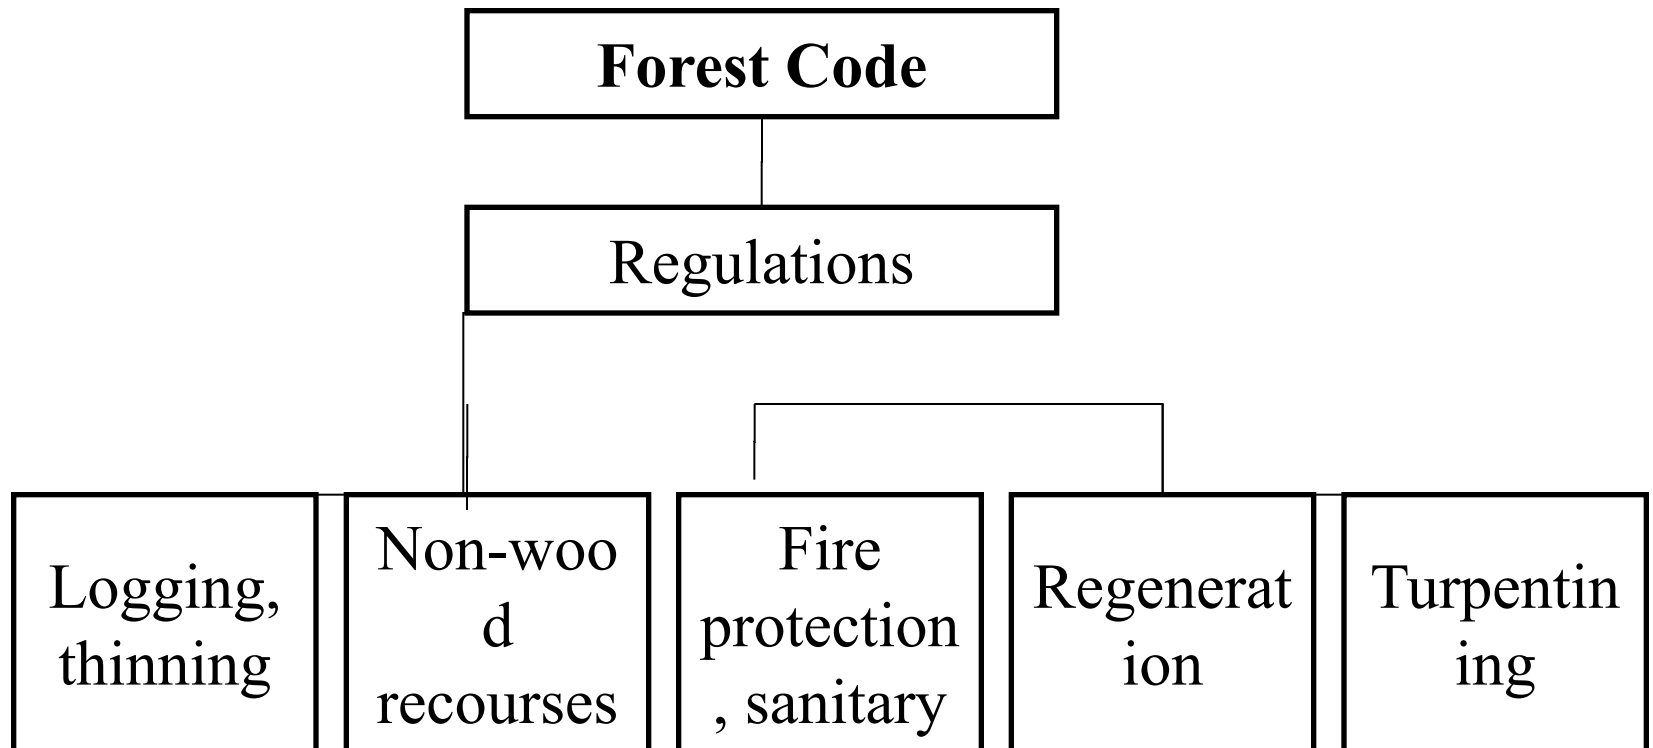 Forest Code
Regulations
Logging,
thinning
Non-woo
d
recourses
Fire
protection
, sanitary
Regenerat
ion
Turpentin
ing